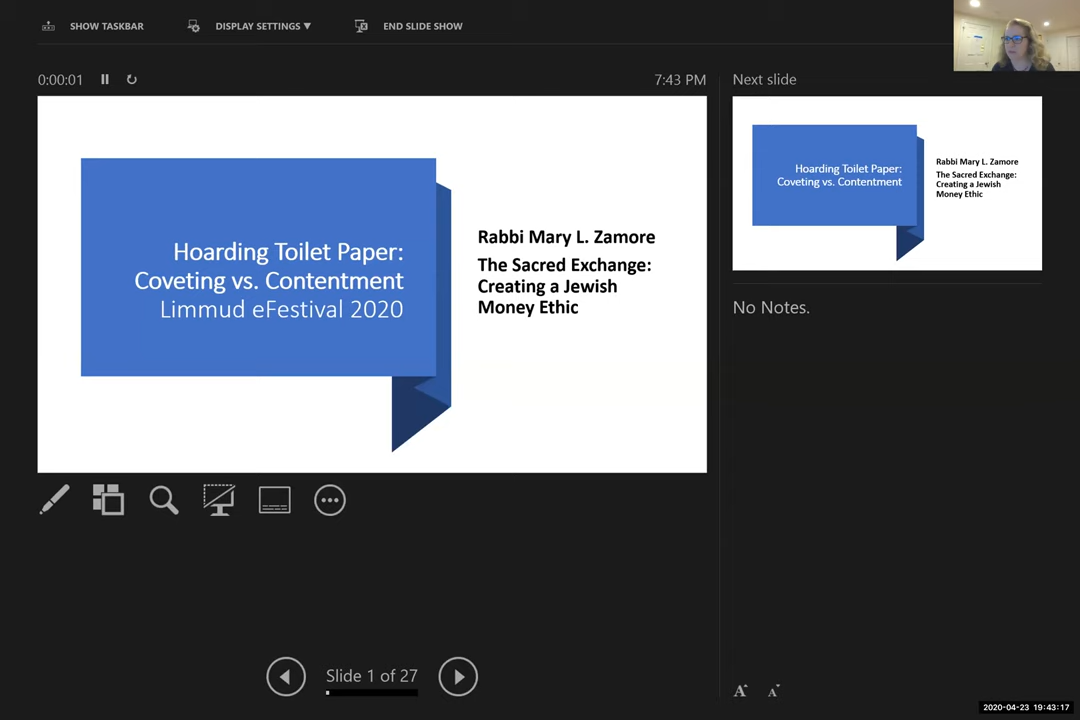 SHOW TASKBAR
DISPLAY SETTINGS ▼
END SLIDE SHOW
0:00:01
7:43 PM
Next slide
Hoarding Toilet Paper:
Coveting vs. Contentment
Limmud eFestival 2020
Rabbi Mary L. Zamore
The Sacred Exchange:
Creating a Jewish
Money Ethic
Hoarding Toilet Paper:
Coveting vs. Contentment
Rabbi Mary L. Zamore
The Sacred Exchange:
Creating a Jewish
Money Ethic
No Notes.
Slide 1 of 27
A A
2020-04-23 19:43:17